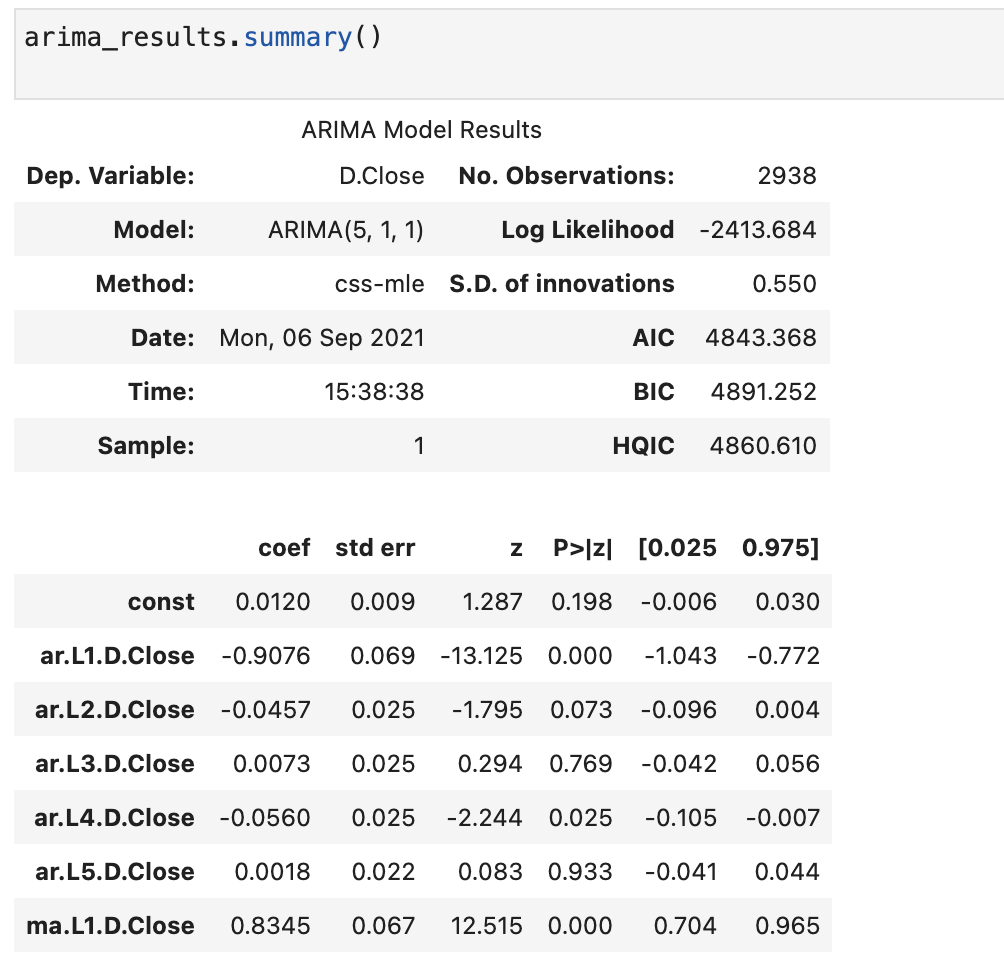 arima_results.summary()
ARIMA Model Results
Dep. Variable: D.Close No. Observations: 2938
Model: ARIMA(5, 1, 1) Log Likelihood -2413.684
Method: css-mle S.D. of innovations 0.550
Date: Mon, 06 Sep 2021 AIC 4843.368
Time: 15:38:38 BIC 4891.252
Sample: 1 HQIC 4860.610
coef std err z P>|z| [0.025 0.975]
const 0.0120 0.009 1.287 0.198 -0.006 0.030
ar.L1.D.Close -0.9076 0.069 -13.125 0.000 -1.043 -0.772
ar.L2.D.Close -0.0457 0.025 -1.795 0.073 -0.096 0.004
ar.L3.D.Close 0.0073 0.025 0.294 0.769 -0.042 0.056
ar.L4.D.Close -0.0560 0.025 -2.244 0.025 -0.105 -0.007
ar.L5.D.Close 0.0018 0.022 0.083 0.933 -0.041 0.044
ma.L1.D.Close 0.8345 0.067 12.515 0.000 0.704 0.965